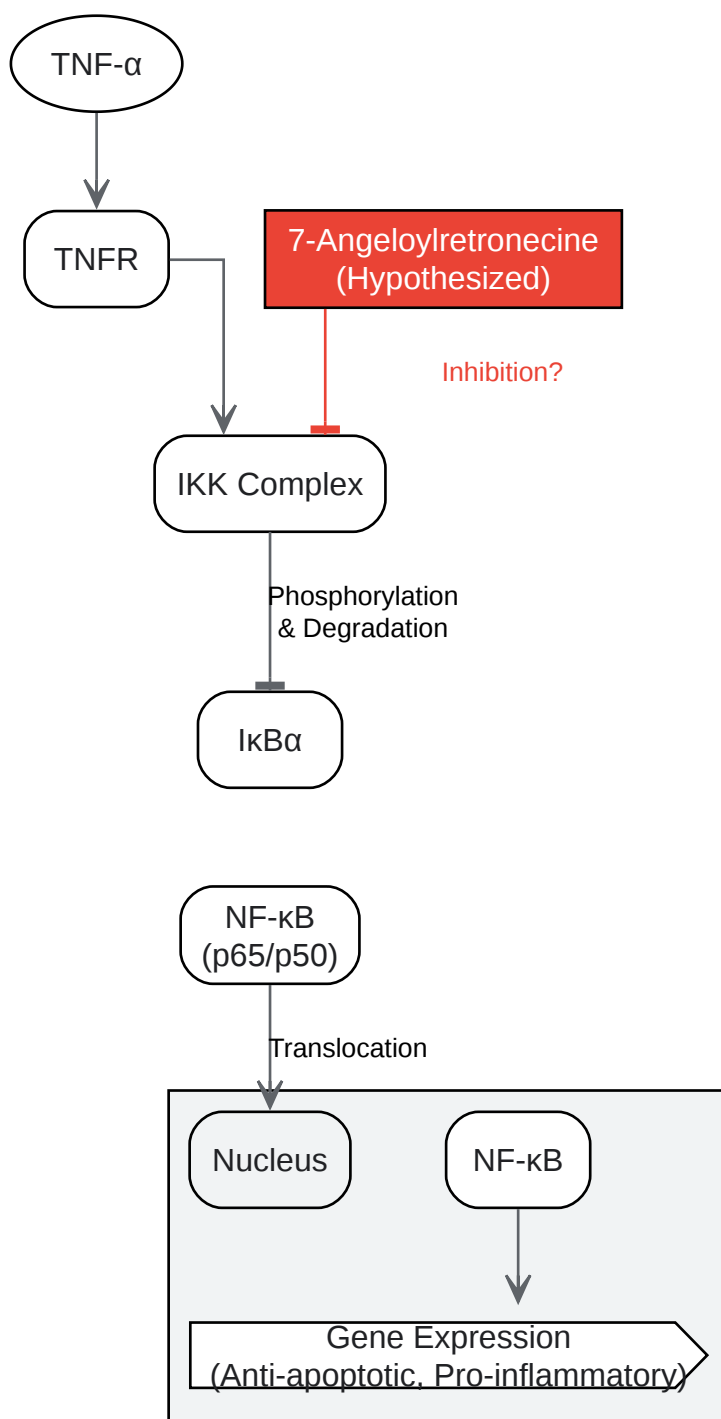 TNF-α
TNFR
7-Angeloylretronecine
(Hypothesized)
Inhibition?
IKK Complex
Phosphorylation
& Degradation
IκBα
NF-κB
(p65/p50)
Translocation
Nucleus
NF-κB
Gene Expression
(Anti-apoptotic, Pro-inflammatory)